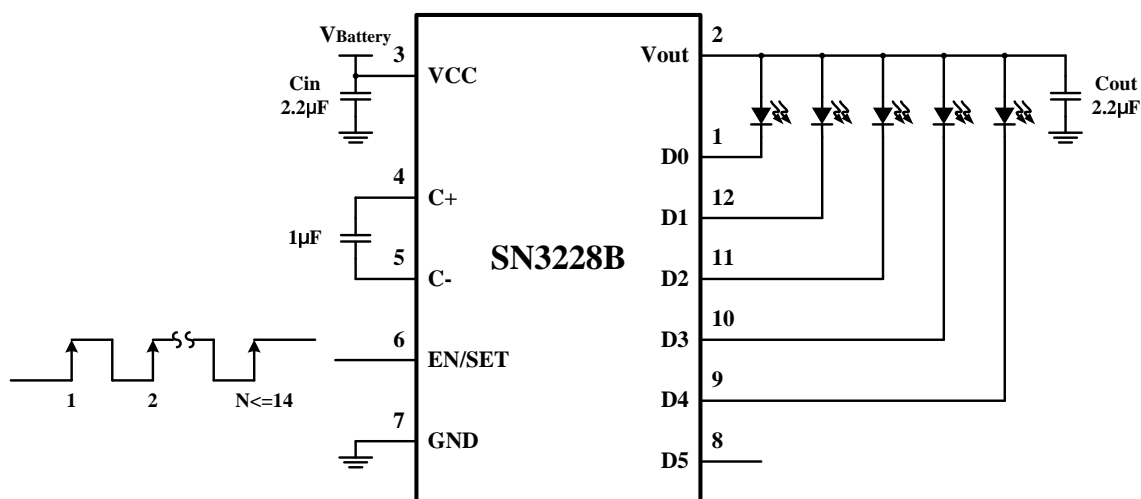 VBattery
3
VCC
Cin
2.2µF
4
C+
1µF
5
C-
6
EN/SET
1
2
N<=14
7
GND
SN3228B
2
Vout
Cout
2.2µF
1
D0
12
D1
11
D2
10
D3
9
D4
8
D5